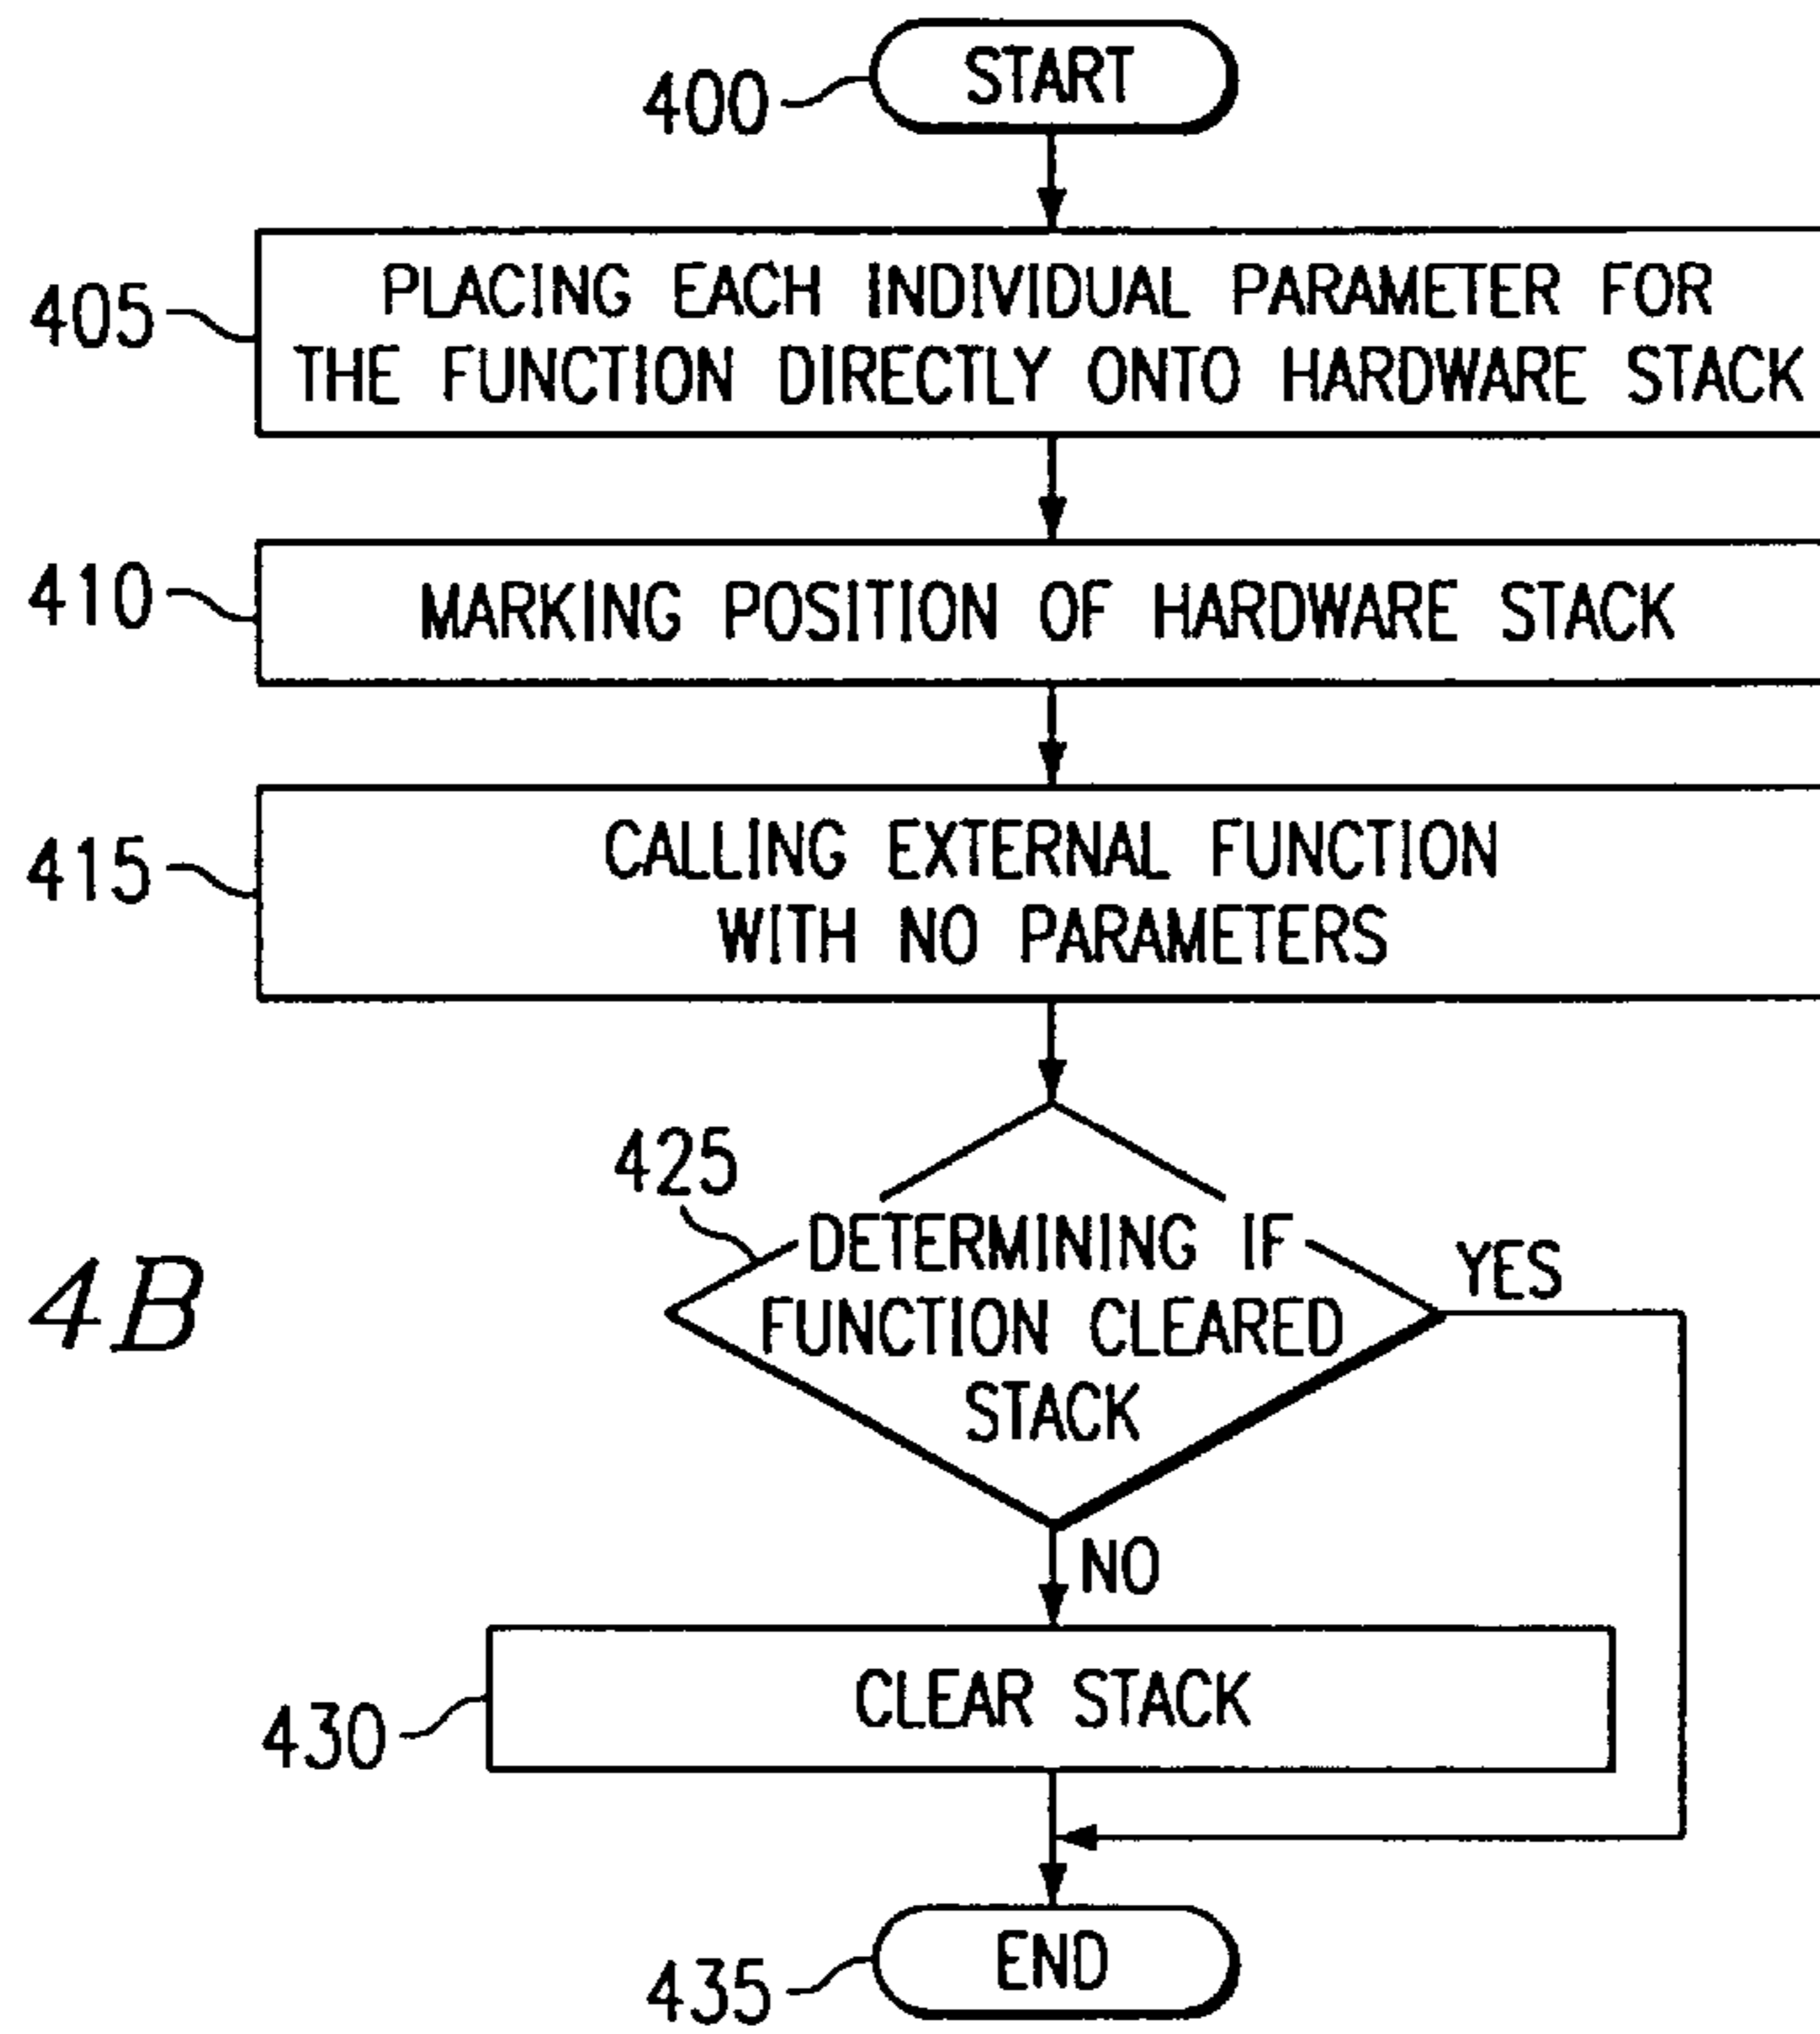 START
400
PLACING EACH INDIVIDUAL PARAMETER FOR
THE FUNCTION DIRECTLY ONTO HARDWARE STACK
405
MARKING POSITION OF HARDWARE STACK
410
CALLING EXTERNAL FUNCTION
WITH NO PARAMETERS
415
425
DETERMINING IF
FUNCTION CLEARED
STACK
YES
4B
NO
CLEAR STACK
430
END
435